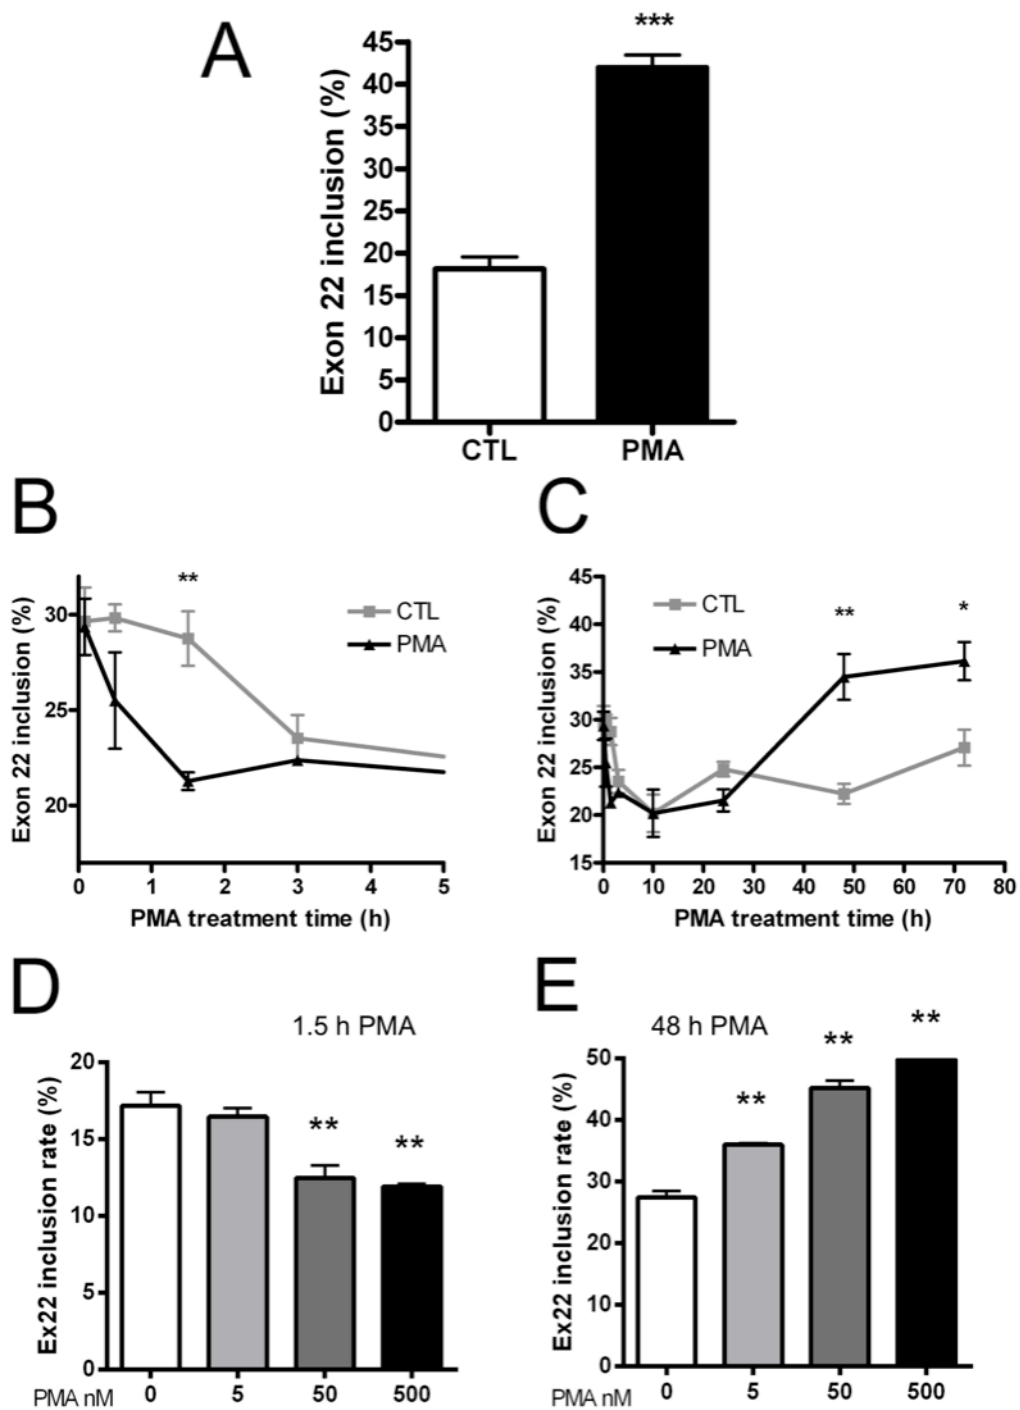 A
***
Exon 22 inclusion (%)
45
40
35
30
25
20
15
10
5
0
CTL
PMA
B
**
Exon 22 inclusion (%)
30
25
20
CTL
PMA
0 1 2 3 4 5
PMA treatment time (h)
C
Exon 22 inclusion (%)
45
40
35
30
25
20
15
CTL
PMA
**
*
0 10 20 30 40 50 60 70 80
PMA treatment time (h)
D
1.5 h PMA
Ex22 inclusion rate (%)
20
15
10
5
0
**
**
PMA nM 0 5 50 500
E
48 h PMA
Ex22 inclusion rate (%)
50
40
30
20
10
0
**
**
**
PMA nM 0 5 50 500